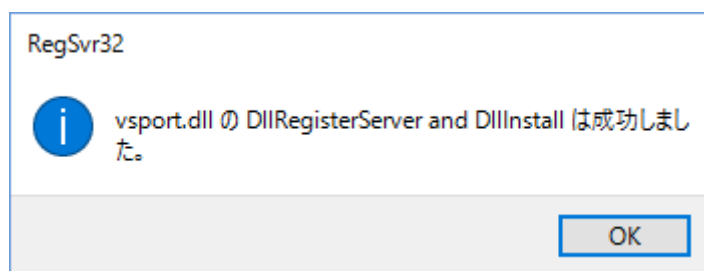 RegSvr32
vsport.dll の DllRegisterServer and DllInstall は成功しまし
た。
OK